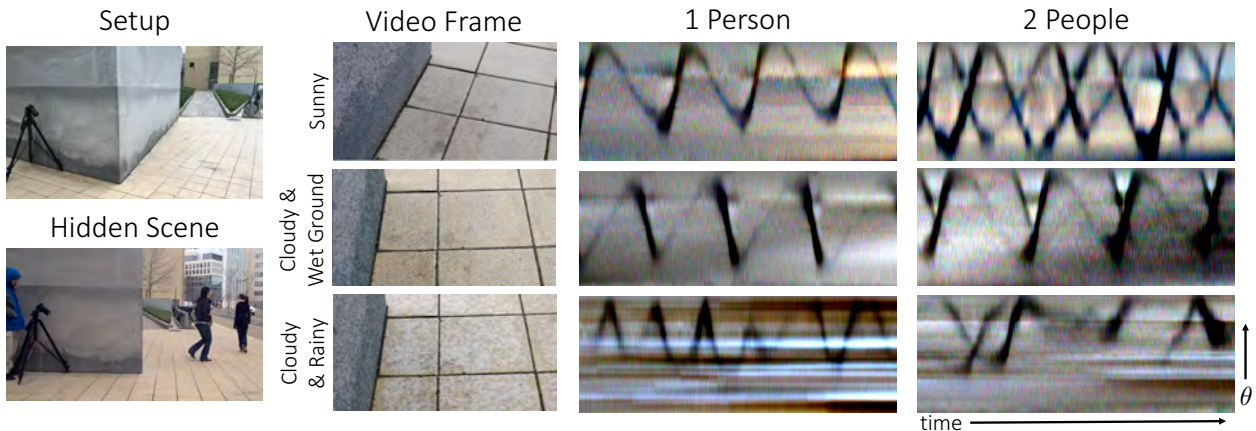 Setup
Video Frame
1 Person
2 People
Sunny
Hidden Scene
Cloudy &
Wet Ground
Cloudy
& Rainy
θ
time